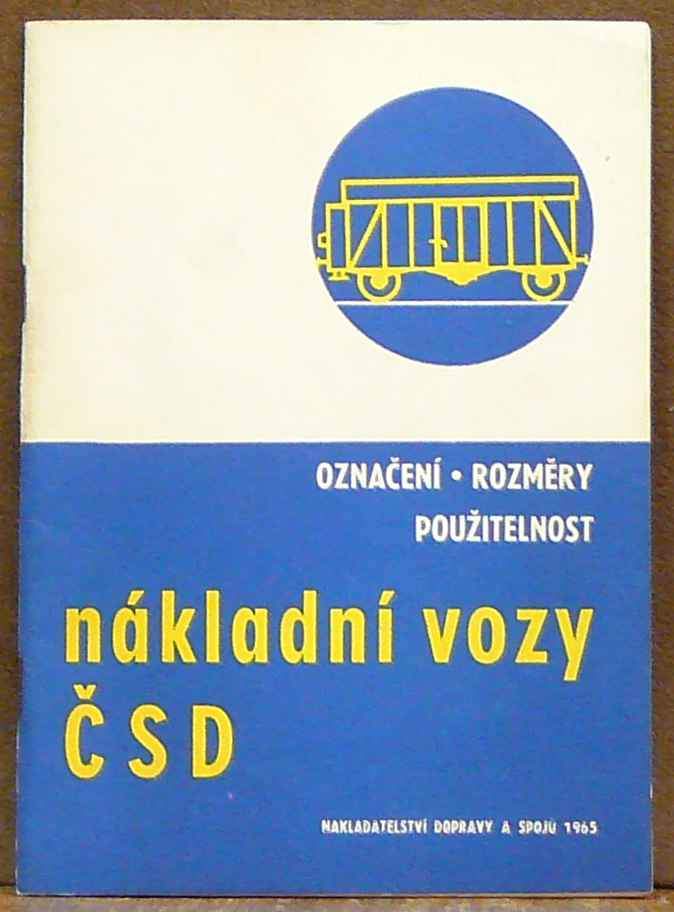 OZNAČENÍ • ROZMĚRY
POUŽITELNOST
nákladní vozy
ČSD
NAKLADATELSTVÍ DOPRAVY A SPOJŮ 1965